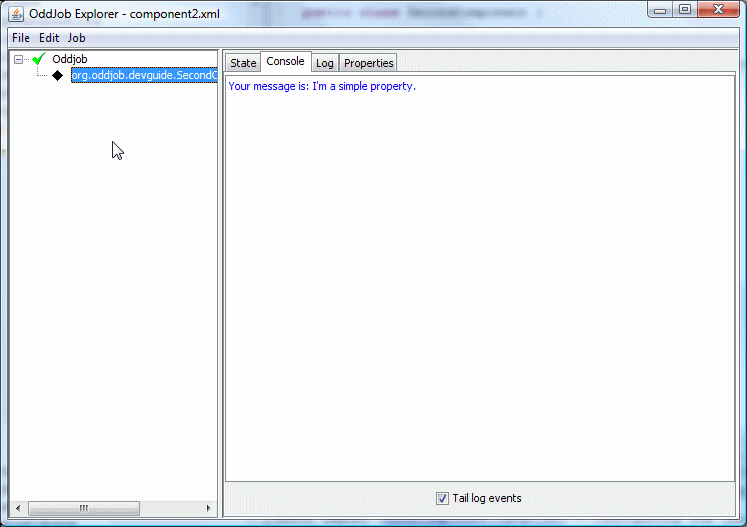 OddJob Explorer - component2.xml
File Edit Job
Oddjob
org.oddjob.devguide.SecondC
State Console Log Properties
Your message is: I'm a simple property.
Tail log events